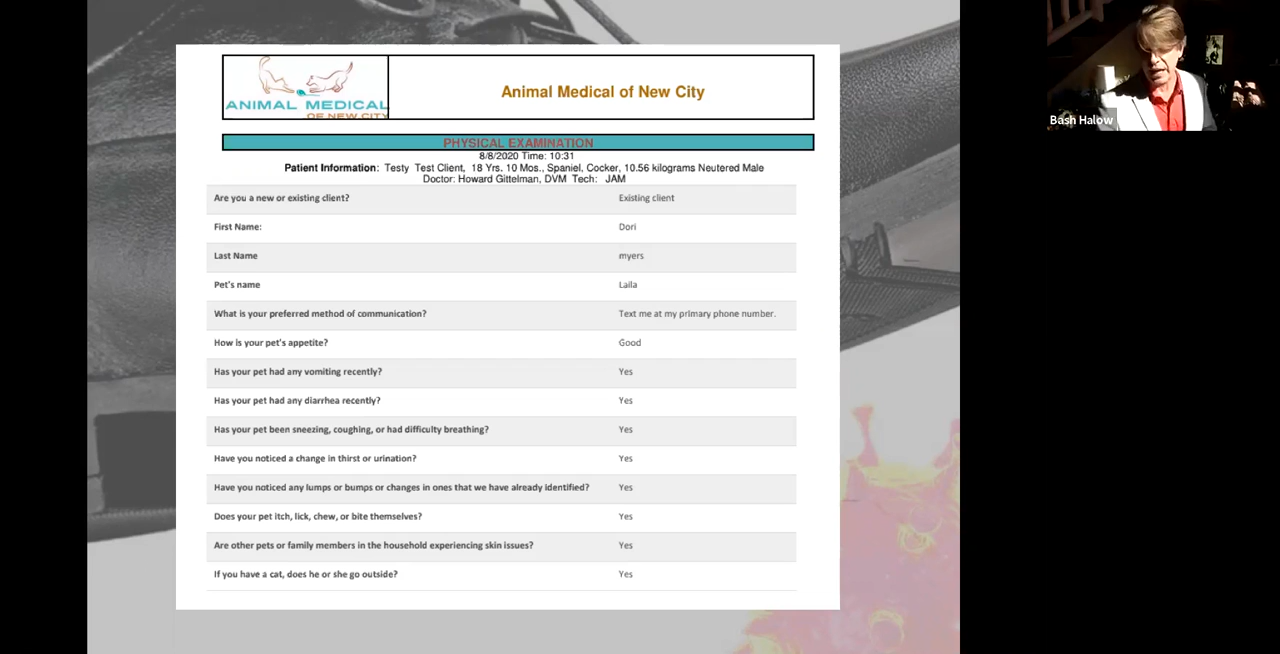 ANIMAL MEDICAL
OF NEW CITY
Animal Medical of New City
PHYSICAL EXAMINATION
8/8/2020 Time: 10:31
Patient Information: Testy Test Client, 18 Yrs. 10 Mos., Spaniel, Cocker, 10.56 kilograms Neutered Male
Doctor: Howard Gittelman, DVM Tech: JAM
Are you a new or existing client? Existing client
First Name: Dori
Last Name myers
Pet's name Laila
What is your preferred method of communication? Text me at my primary phone number.
How is your pet's appetite? Good
Has your pet had any vomiting recently? Yes
Has your pet had any diarrhea recently? Yes
Has your pet been sneezing, coughing, or had difficulty breathing? Yes
Have you noticed a change in thirst or urination? Yes
Have you noticed any lumps or bumps or changes in ones that we have already identified? Yes
Does your pet itch, lick, chew, or bite themselves? Yes
Are other pets or family members in the household experiencing skin issues? Yes
If you have a cat, does he or she go outside? Yes
Bash Halow